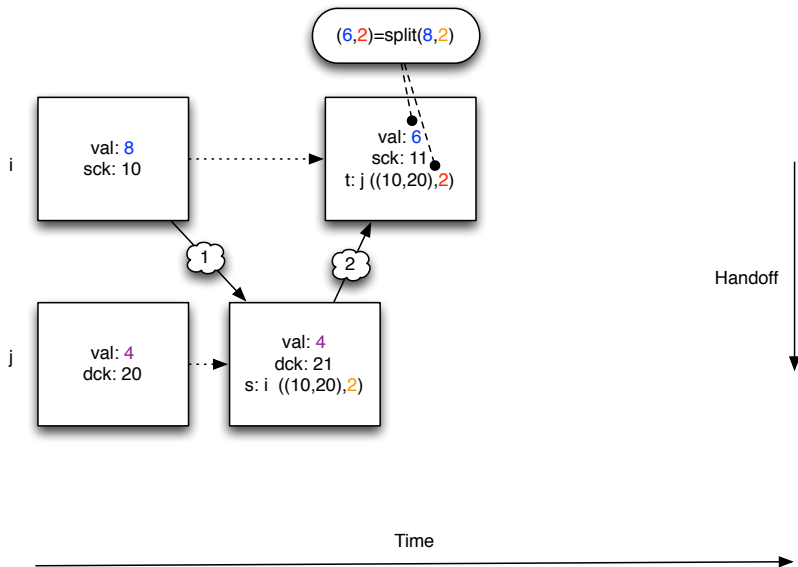 (6,2)=split(8,2)
i
val: 8
sck: 10
val: 6
sck: 11
t: j ((10,20),2)
1
2
Handoff
j
val: 4
dck: 20
val: 4
dck: 21
s: i  ((10,20),2)
Time